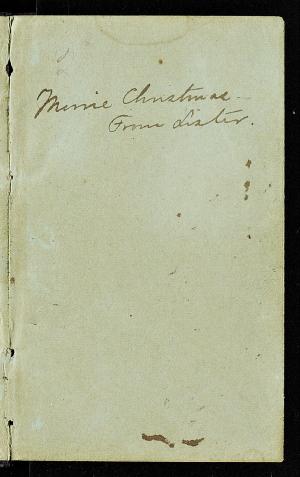 Merrie Christmas –
From Sister.